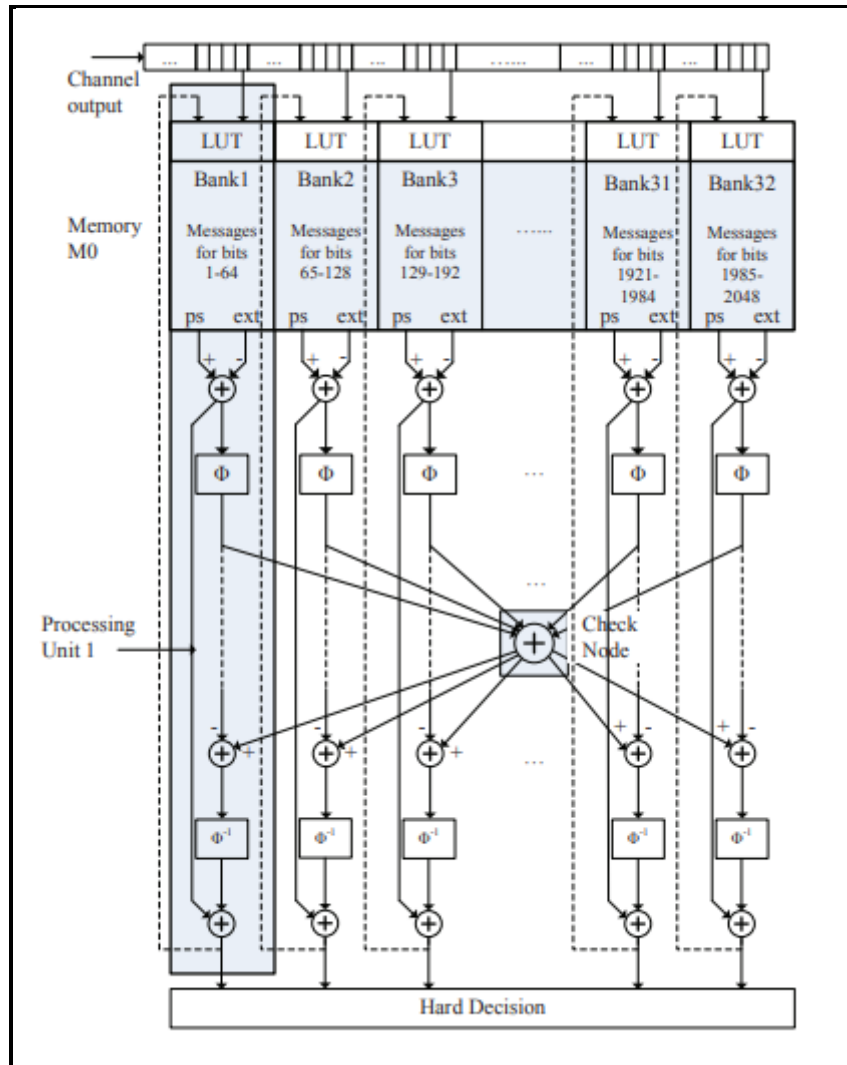 ... ... ... ...... ... ...
Channel
output
LUT LUT LUT LUT LUT
Bank1 Bank2 Bank3 Bank31 Bank32
Memory
M0
Messages
for bits
1-64
Messages
for bits
65-128
Messages
for bits
129-192
......
Messages
for bits
1921-
1984
Messages
for bits
1985-
2048
ps ext ps ext ps ext ps ext ps ext
+ - + - + - + - + -
+ + + + +
Φ Φ Φ ... Φ Φ
...
Processing
Unit 1
+
Check
Node
- + - + - + + - + -
+ + + ... + +
Φ⁻¹ Φ⁻¹ Φ⁻¹ Φ⁻¹ Φ⁻¹
+ + + + +
Hard Decision